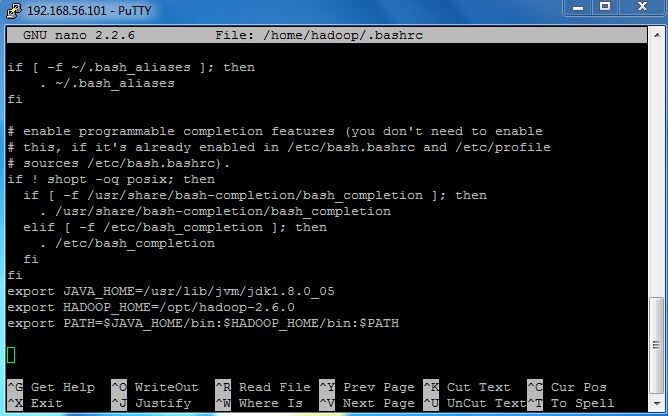 192.168.56.101 - PuTTY
GNU nano 2.2.6 File: /home/hadoop/.bashrc
if [ -f ~/.bash_aliases ]; then
    . ~/.bash_aliases
fi
# enable programmable completion features (you don't need to enable
# this, if it's already enabled in /etc/bash.bashrc and /etc/profile
# sources /etc/bash.bashrc).
if ! shopt -oq posix; then
  if [ -f /usr/share/bash-completion/bash_completion ]; then
    . /usr/share/bash-completion/bash_completion
  elif [ -f /etc/bash_completion ]; then
    . /etc/bash_completion
  fi
fi
export JAVA_HOME=/usr/lib/jvm/jdk1.8.0_05
export HADOOP_HOME=/opt/hadoop-2.6.0
export PATH=$JAVA_HOME/bin:$HADOOP_HOME/bin:$PATH
^G Get Help ^O WriteOut ^R Read File ^Y Prev Page ^K Cut Text ^C Cur Pos
^X Exit ^J Justify ^W Where Is ^V Next Page ^U UnCut Text ^T To Spell